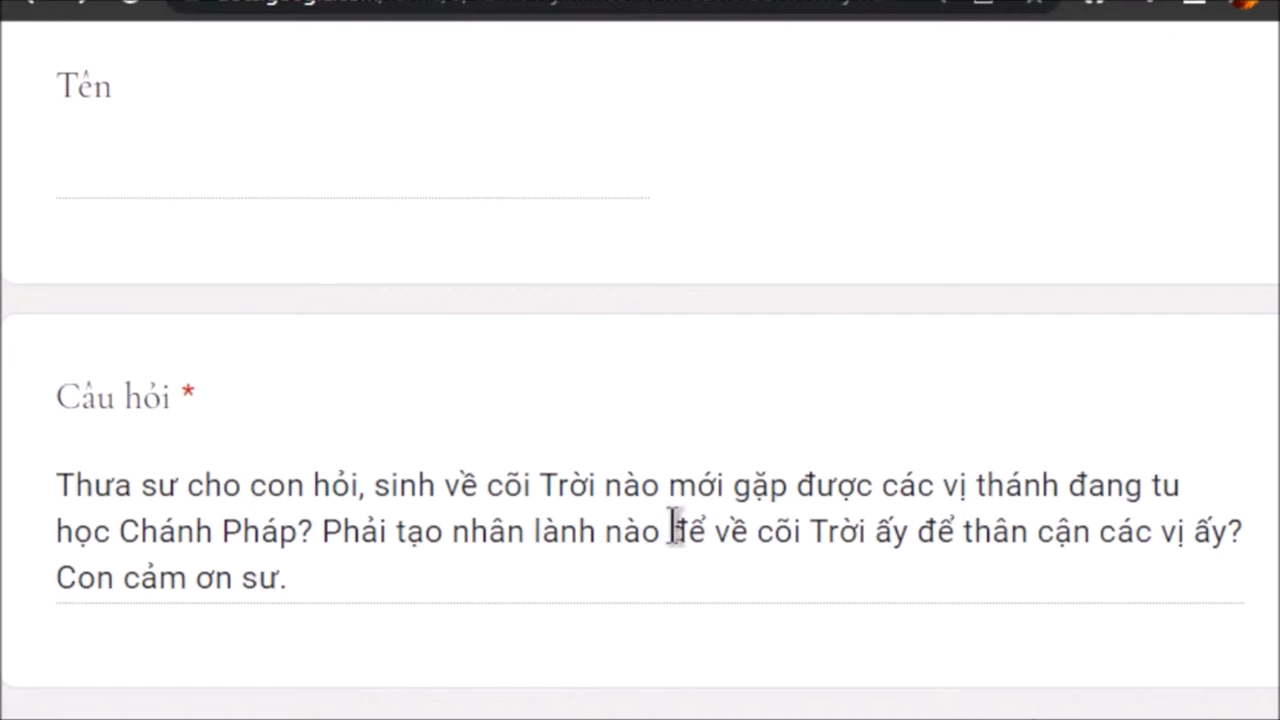 Tên
Câu hỏi *
Thưa sư cho con hỏi, sinh về cõi Trời nào mới gặp được các vị thánh đang tu
học Chánh Pháp? Phải tạo nhân lành nào để về cõi Trời ấy để thân cận các vị ấy?
Con cảm ơn sư.